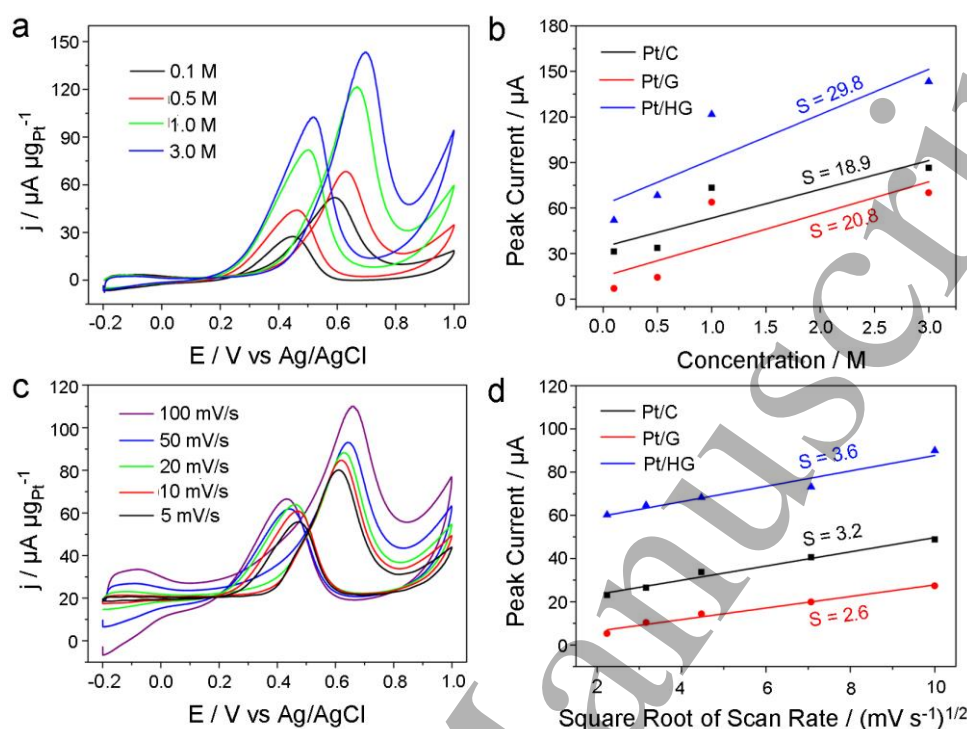 a
j / µA µg_Pt^-1
150
120
90
60
30
0
0.1 M
0.5 M
1.0 M
3.0 M
-0.2 0.0 0.2 0.4 0.6 0.8 1.0
E / V vs Ag/AgCl
b
Peak Current / µA
180
150
120
90
60
30
0
Pt/C
Pt/G
Pt/HG
S = 29.8
S = 18.9
S = 20.8
0.0 0.5 1.0 1.5 2.0 2.5 3.0
Concentration / M
c
j / µA µg_Pt^-1
120
100
80
60
40
20
0
100 mV/s
50 mV/s
20 mV/s
10 mV/s
5 mV/s
-0.2 0.0 0.2 0.4 0.6 0.8 1.0
E / V vs Ag/AgCl
d
Peak Current / µA
120
100
80
60
40
20
0
Pt/C
Pt/G
Pt/HG
S = 3.6
S = 3.2
S = 2.6
2 4 6 8 10
Square Root of Scan Rate / (mV s^-1)^1/2